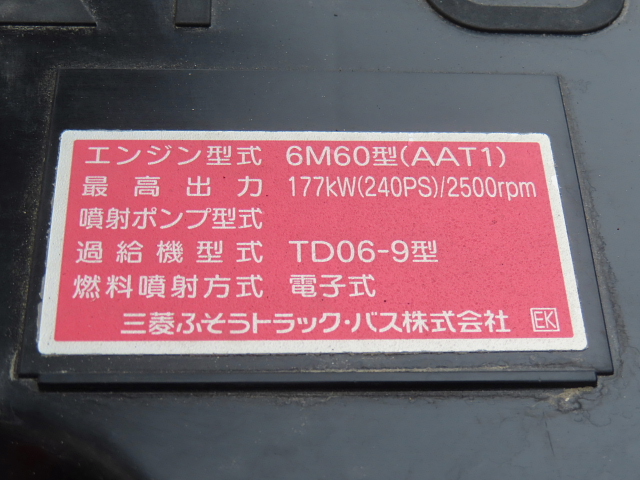 エンジン型式 6M60型(AAT1)
最高出力 177kW(240PS)/2500rpm
噴射ポンプ型式
過給機型式 TD06-9型
燃料噴射方式 電子式
三菱ふそうトラック・バス株式会社 EK